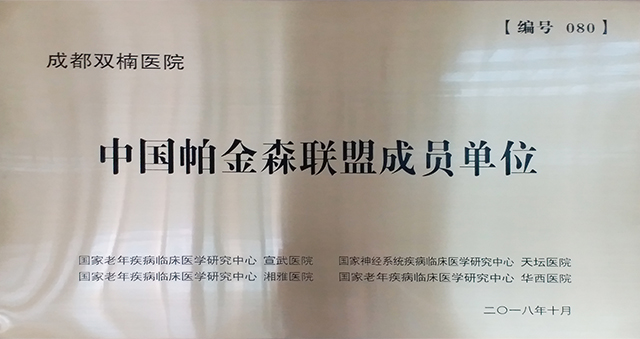 【编号 080】
成都双楠医院
中国帕金森联盟成员单位
国家老年疾病临床医学研究中心 宣武医院 国家神经系统疾病临床医学研究中心 天坛医院
国家老年疾病临床医学研究中心 湘雅医院 国家老年疾病临床医学研究中心 华西医院
二〇一八年十月